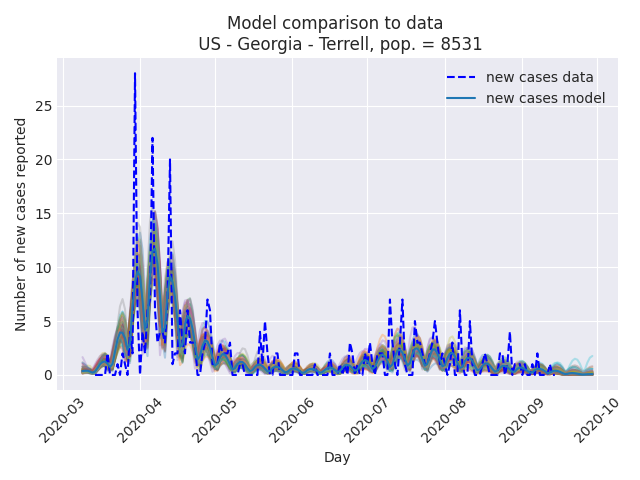 Model comparison to data
US - Georgia - Terrell, pop. = 8531
new cases data
new cases model
Number of new cases reported
25
20
15
10
5
0
2020-03
2020-04
2020-05
2020-06
2020-07
2020-08
2020-09
2020-10
Day